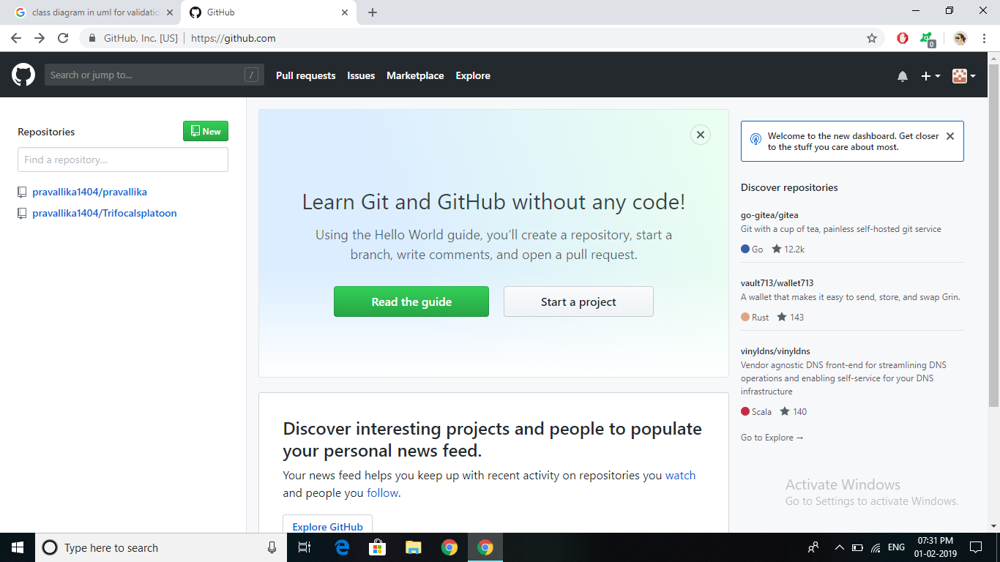 class diagram in uml for validatio
GitHub
GitHub, Inc. [US]
https://github.com
0
Search or jump to...
/
Pull requests
Issues
Marketplace
Explore
Repositories
New
Find a repository...
pravallika1404/pravallika
pravallika1404/Trifocalsplatoon
Learn Git and GitHub without any code!
Using the Hello World guide, you’ll create a repository, start a
branch, write comments, and open a pull request.
Read the guide
Start a project
Discover interesting projects and people to populate
your personal news feed.
Your news feed helps you keep up with recent activity on repositories you watch
and people you follow.
Explore GitHub
Welcome to the new dashboard. Get closer
to the stuff you care about most.
Discover repositories
go-gitea/gitea
Git with a cup of tea, painless self-hosted git service
Go 12.2k
vault713/wallet713
A wallet that makes it easy to send, store, and swap Grin.
Rust 143
vinyldns/vinyldns
Vendor agnostic DNS front-end for streamlining DNS
operations and enabling self-service for your DNS
infrastructure
Scala 140
Go to Explore →
Activate Windows
Go to Settings to activate Windows.
Type here to search
ENG
07:31 PM
01-02-2019